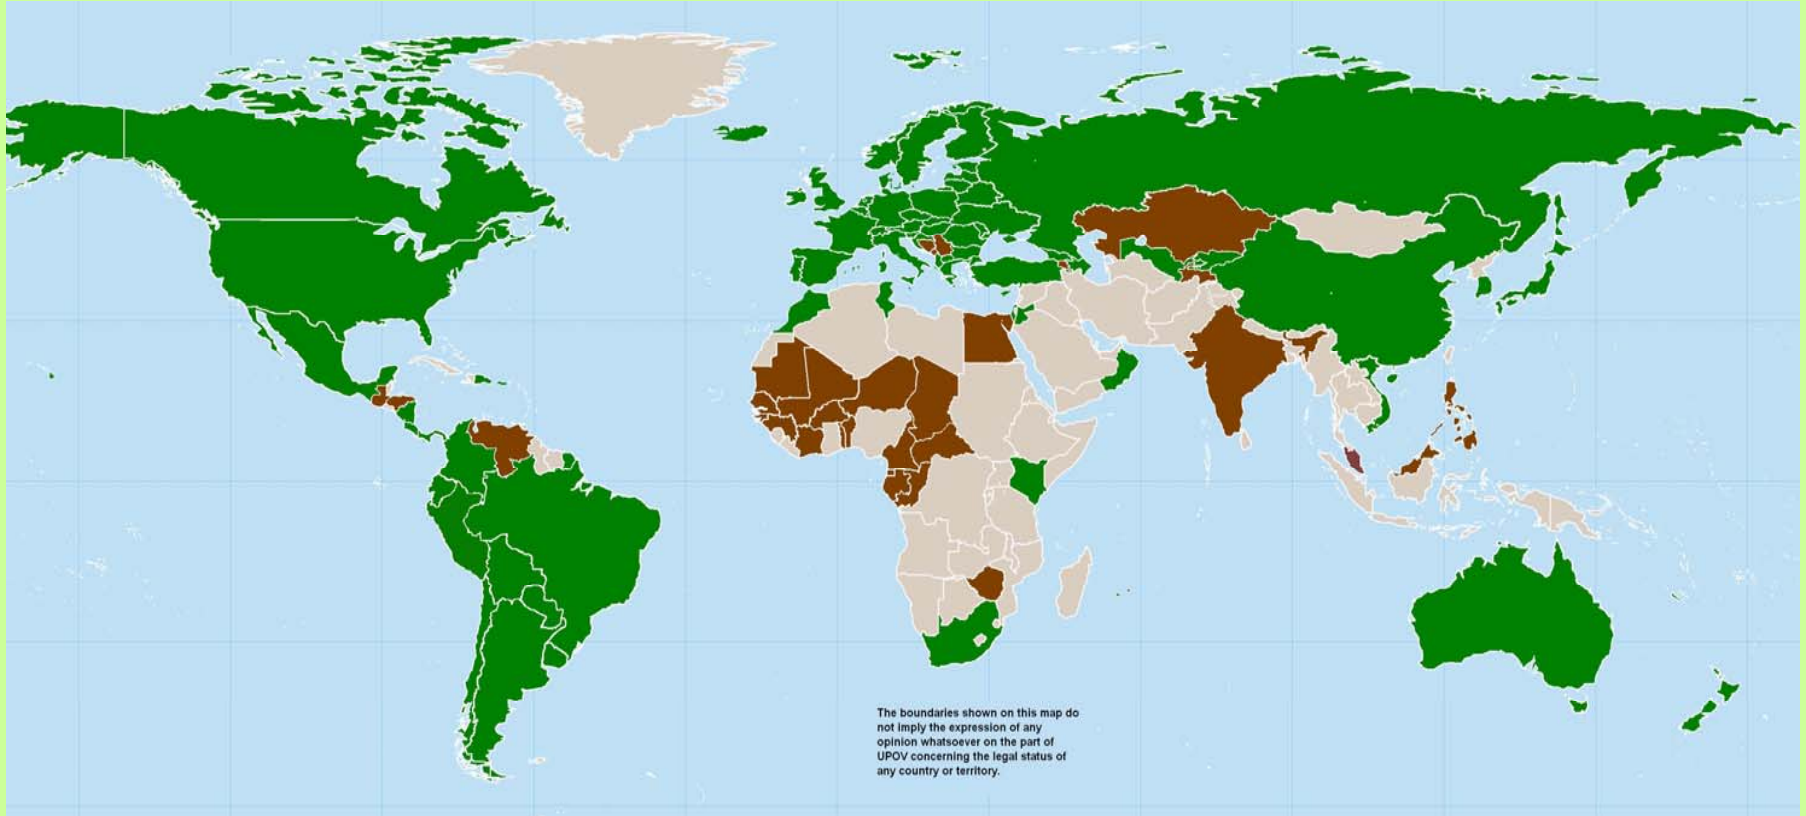 The boundaries shown on this map do
not imply the expression of any
opinion whatsoever on the part of
UPOV concerning the legal status of
any country or territory.